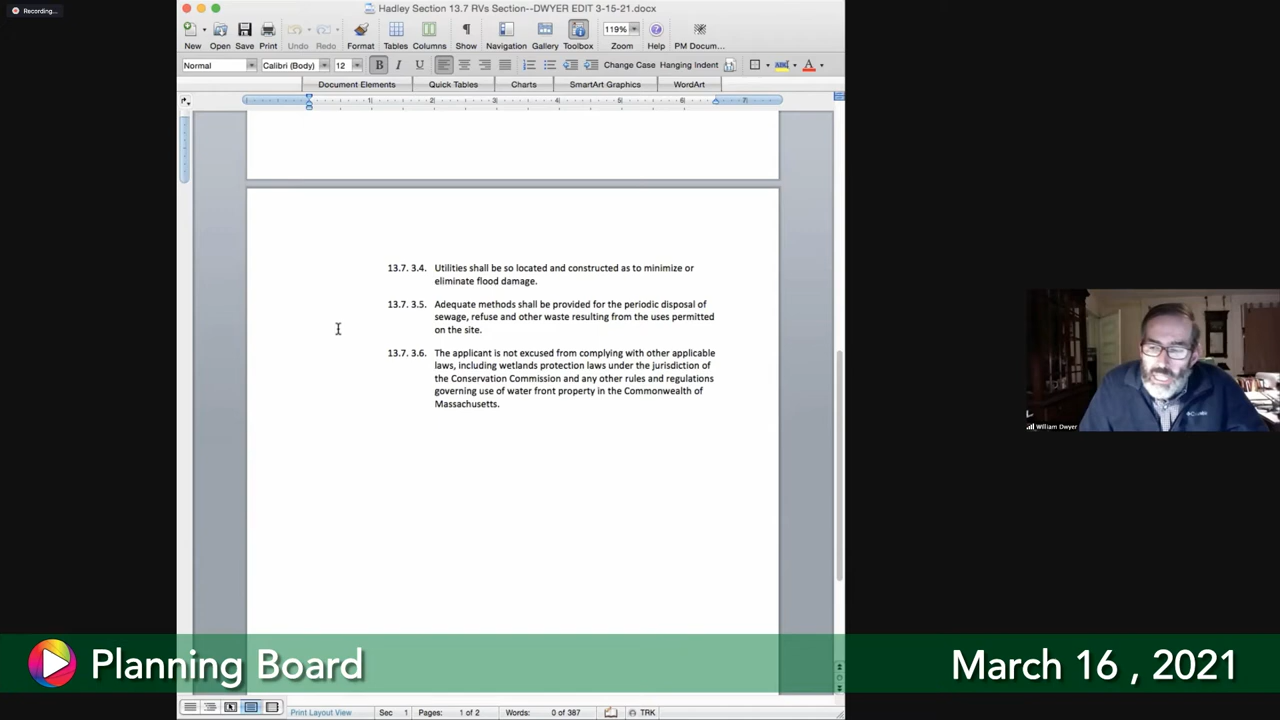 Recording...
Hadley Section 13.7 RVs Section--DWYER EDIT 3-15-21.docx
119%
New Open Save Print Undo Redo Format Tables Columns Show Navigation Gallery Toolbox Zoom Help PM Docum...
Normal Calibri (Body) 12 B I U Change Case Hanging Indent
Document Elements Quick Tables Charts SmartArt Graphics WordArt
1 2 3 4 5 6 7
13.7. 3.4. Utilities shall be so located and constructed as to minimize or
eliminate flood damage.
13.7. 3.5. Adequate methods shall be provided for the periodic disposal of
sewage, refuse and other waste resulting from the uses permitted
on the site.
13.7. 3.6. The applicant is not excused from complying with other applicable
laws, including wetlands protection laws under the jurisdiction of
the Conservation Commission and any other rules and regulations
governing use of water front property in the Commonwealth of
Massachusetts.
Columbia
William Dwyer
Planning Board
March 16 , 2021
Print Layout View Sec 1 Pages: 1 of 2 Words: 0 of 387 TRK